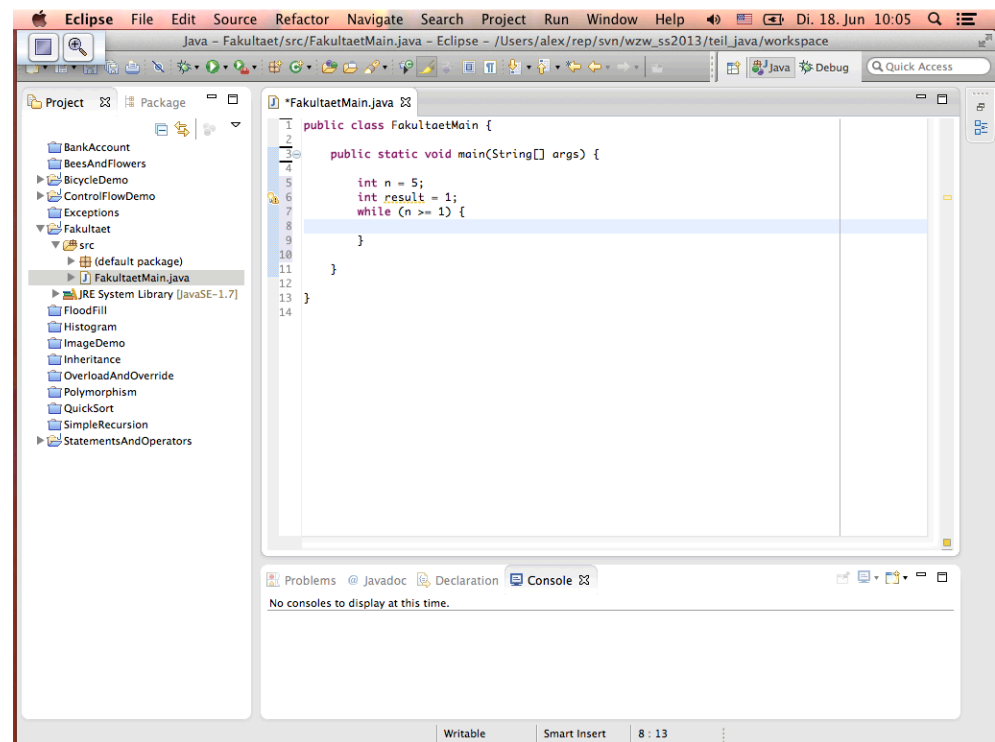 Eclipse File Edit Source Refactor Navigate Search Project Run Window Help Di. 18. Jun 10:05
Java – Fakultaet/src/FakultaetMain.java – Eclipse – /Users/alex/rep/svn/wzw_ss2013/teil_java/workspace
Java Debug Quick Access
Project Package
BankAccount
BeesAndFlowers
BicycleDemo
ControlFlowDemo
Exceptions
Fakultaet
src
(default package)
FakultaetMain.java
JRE System Library [JavaSE-1.7]
FloodFill
Histogram
ImageDemo
Inheritance
OverloadAndOverride
Polymorphism
QuickSort
SimpleRecursion
StatementsAndOperators
*FakultaetMain.java
1 public class FakultaetMain {
2
3 public static void main(String[] args) {
4
5 int n = 5;
6 int result = 1;
7 while (n >= 1) {
8
9 }
10
11 }
12
13 }
14
Problems @ Javadoc Declaration Console
No consoles to display at this time.
Writable Smart Insert 8 : 13